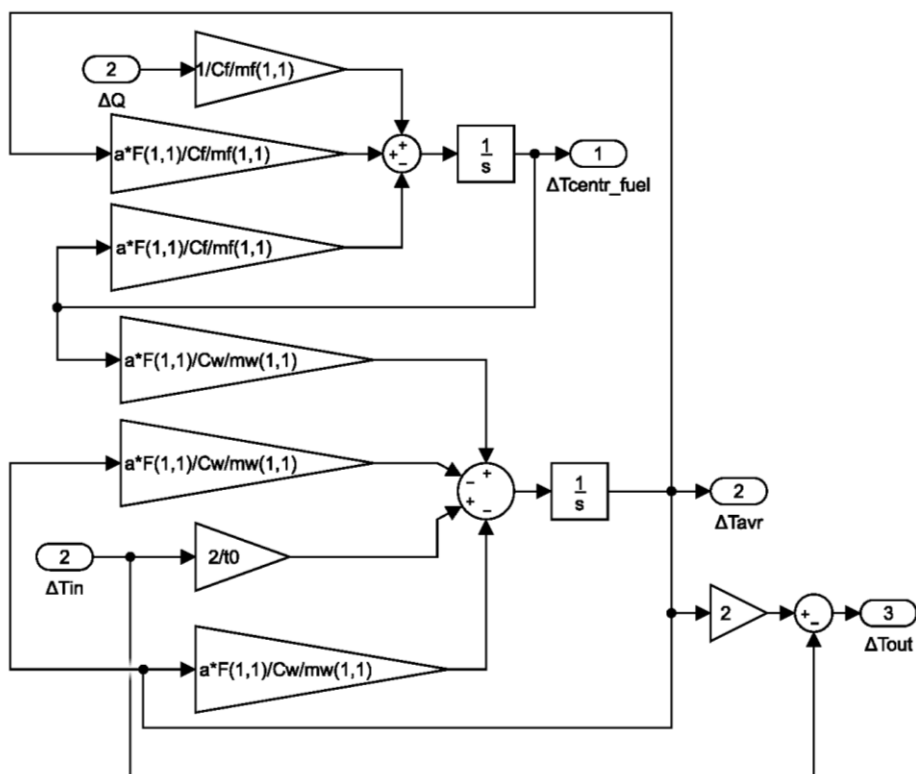 1/Cf/mf(1,1)
2
ΔQ
a*F(1,1)/Cf/mf(1,1)
+
+
−
1
s
1
ΔTcentr_fuel
a*F(1,1)/Cf/mf(1,1)
a*F(1,1)/Cw/mw(1,1)
a*F(1,1)/Cw/mw(1,1)
+
−
+
−
1
s
2
ΔTavr
2
ΔTin
2/t0
2
+
−
3
ΔTout
a*F(1,1)/Cw/mw(1,1)